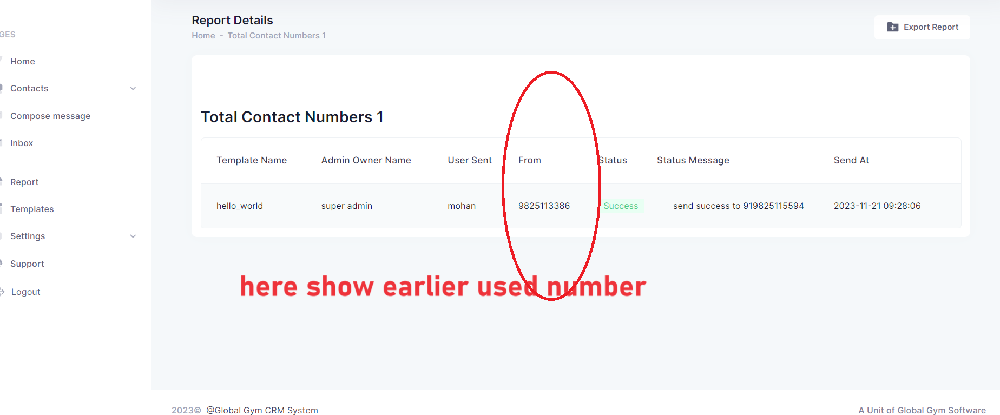 Report Details
Home - Total Contact Numbers 1
Export Report
GES
Home
Contacts
Compose message
Inbox
Report
Templates
Settings
Support
Logout
Total Contact Numbers 1
Template Name Admin Owner Name User Sent From Status Status Message Send At
hello_world super admin mohan 9825113386 Success send success to 919825115594 2023-11-21 09:28:06
here show earlier used number
2023© @Global Gym CRM System
A Unit of Global Gym Software